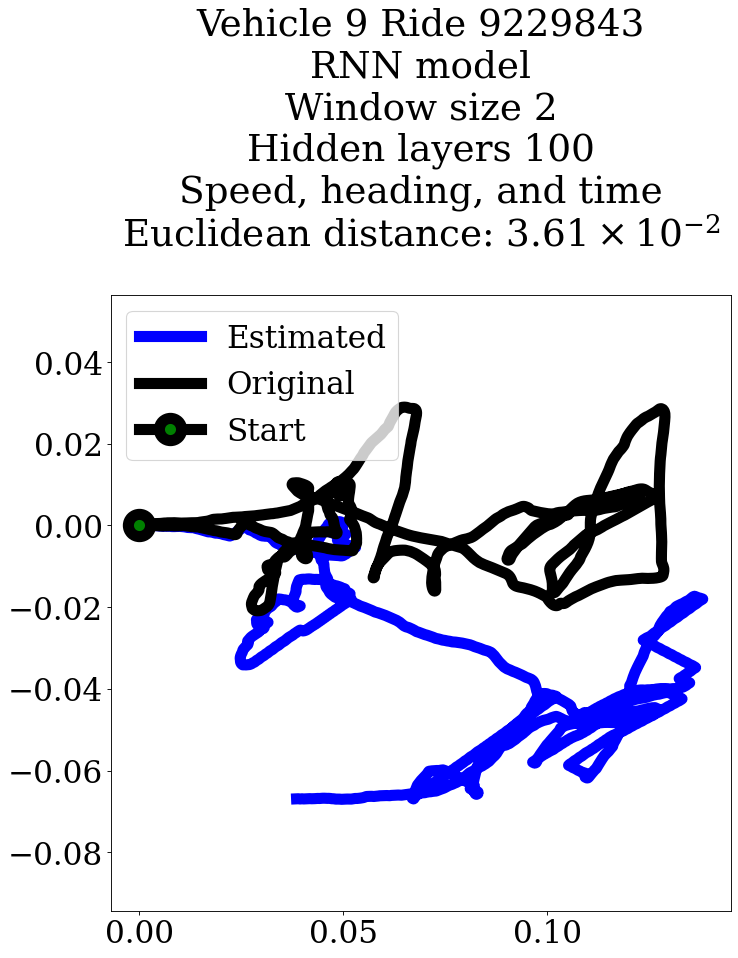 Vehicle 9 Ride 9229843
RNN model
Window size 2
Hidden layers 100
Speed, heading, and time
Euclidean distance: 3.61 × 10⁻²
Estimated
Original
Start
0.04
0.02
0.00
−0.02
−0.04
−0.06
−0.08
0.00 0.05 0.10